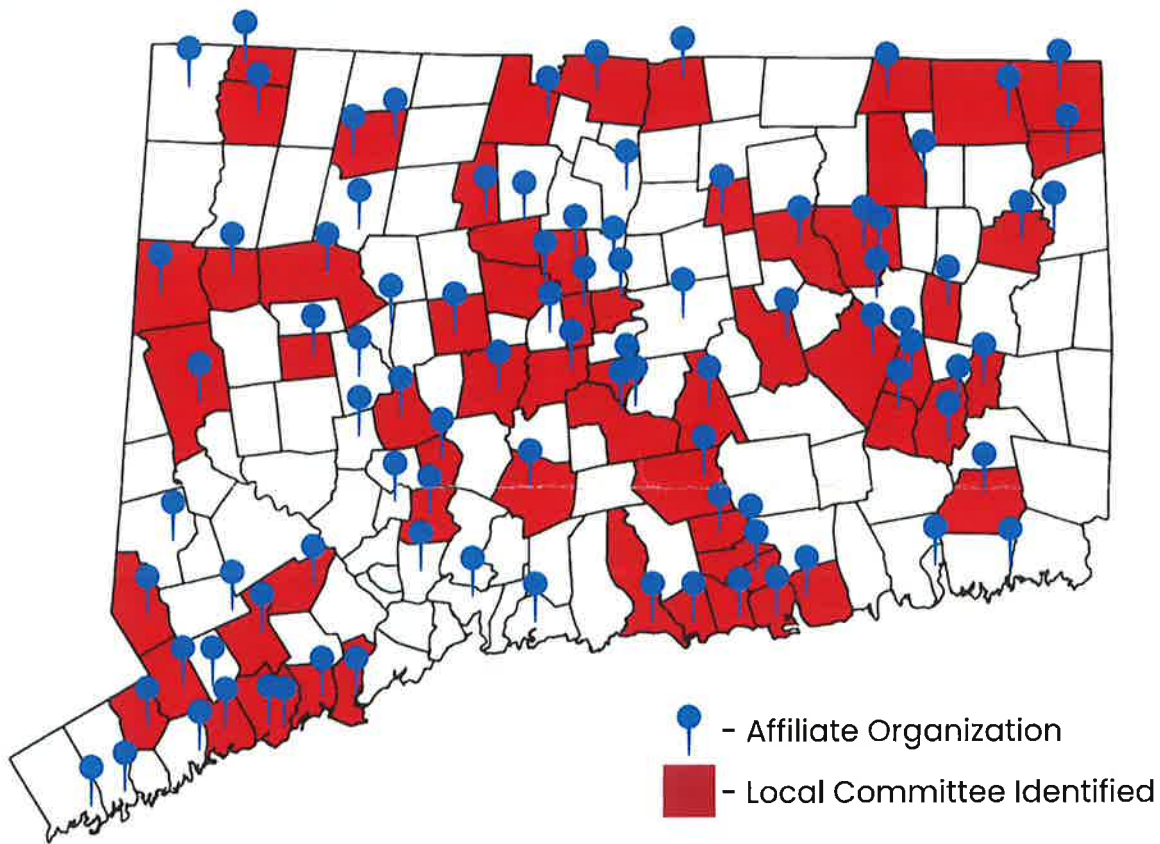 - Affiliate Organization
- Local Committee Identified